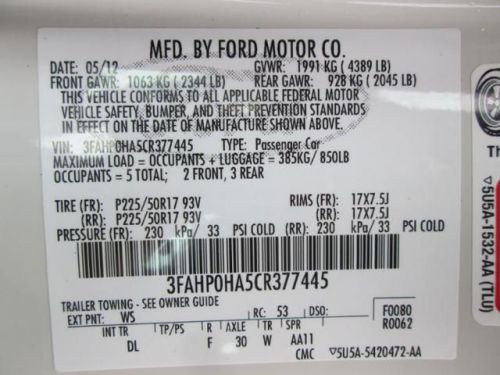 MFD. BY FORD MOTOR CO.
DATE: 05/12 GVWR: 1991 KG ( 4389 LB)
FRONT GAWR: 1063 KG ( 2344 LB) REAR GAWR: 928 KG ( 2045 LB)
THIS VEHICLE CONFORMS TO ALL APPLICABLE FEDERAL MOTOR
VEHICLE SAFETY, BUMPER, AND THEFT PREVENTION STANDARDS
IN EFFECT ON THE DATE OF MANUFACTURE SHOWN ABOVE.
VIN: 3FAHP0HA5CR377445 TYPE: Passenger Car
MAXIMUM LOAD = OCCUPANTS + LUGGAGE = 385KG/ 850LB
OCCUPANTS = 5 TOTAL; 2 FRONT, 3 REAR
TIRE (FR): P225/50R17 93V RIMS (FR): 17X7.5J
(RR): P225/50R17 93V (RR): 17X7.5J
PRESSURE (FR): 230 kPa/ 33 PSI COLD (RR): 230 kPa/ 33 PSI COLD
3FAHP0HA5CR377445
TRAILER TOWING - SEE OWNER GUIDE
EXT PNT: WS RC: 53 DSO: F0080
R0062
INT TR TP/PS R AXLE TR SPR
DL F 30 W AA11
CMC ▽5U5A-5420472-AA
Th
▽5U5A-1532-AA (TLU)